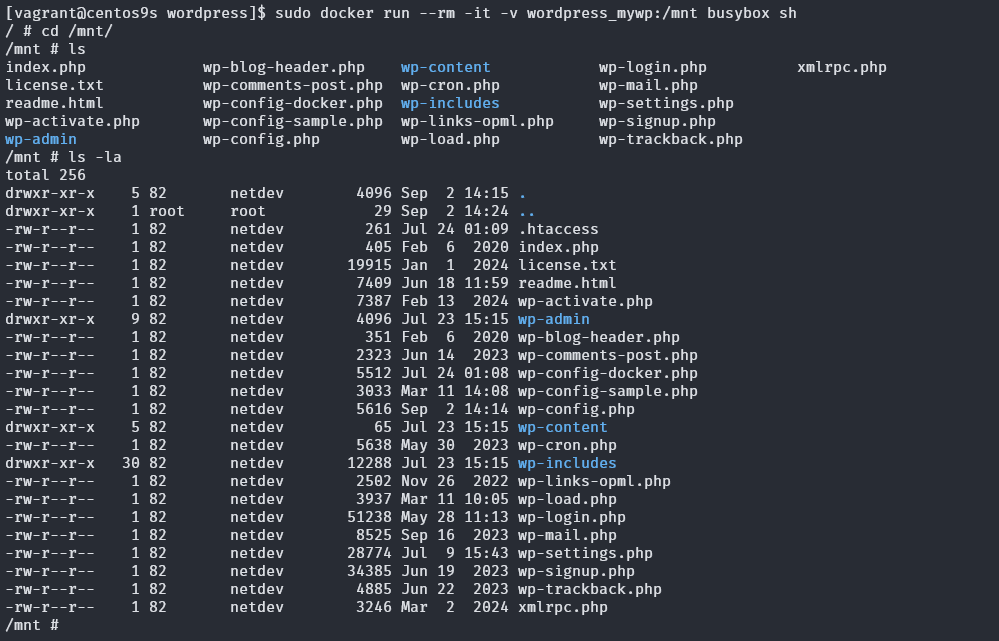 [vagrant@centos9s wordpress]$ sudo docker run --rm -it -v wordpress_mywp:/mnt busybox sh
/ # cd /mnt/
/mnt # ls
index.php             wp-blog-header.php    wp-content            wp-login.php          xmlrpc.php
license.txt           wp-comments-post.php  wp-cron.php           wp-mail.php
readme.html           wp-config-docker.php  wp-includes           wp-settings.php
wp-activate.php       wp-config-sample.php  wp-links-opml.php     wp-signup.php
wp-admin              wp-config.php         wp-load.php           wp-trackback.php
/mnt # ls -la
total 256
drwxr-xr-x    5 82       netdev        4096 Sep  2 14:15 .
drwxr-xr-x    1 root     root            29 Sep  2 14:24 ..
-rw-r--r--    1 82       netdev         261 Jul 24 01:09 .htaccess
-rw-r--r--    1 82       netdev         405 Feb  6  2020 index.php
-rw-r--r--    1 82       netdev       19915 Jan  1  2024 license.txt
-rw-r--r--    1 82       netdev        7409 Jun 18 11:59 readme.html
-rw-r--r--    1 82       netdev        7387 Feb 13  2024 wp-activate.php
drwxr-xr-x    9 82       netdev        4096 Jul 23 15:15 wp-admin
-rw-r--r--    1 82       netdev         351 Feb  6  2020 wp-blog-header.php
-rw-r--r--    1 82       netdev        2323 Jun 14  2023 wp-comments-post.php
-rw-r--r--    1 82       netdev        5512 Jul 24 01:08 wp-config-docker.php
-rw-r--r--    1 82       netdev        3033 Mar 11 14:08 wp-config-sample.php
-rw-r--r--    1 82       netdev        5616 Sep  2 14:14 wp-config.php
drwxr-xr-x    5 82       netdev          65 Jul 23 15:15 wp-content
-rw-r--r--    1 82       netdev        5638 May 30  2023 wp-cron.php
drwxr-xr-x   30 82       netdev       12288 Jul 23 15:15 wp-includes
-rw-r--r--    1 82       netdev        2502 Nov 26  2022 wp-links-opml.php
-rw-r--r--    1 82       netdev        3937 Mar 11 10:05 wp-load.php
-rw-r--r--    1 82       netdev       51238 May 28 11:13 wp-login.php
-rw-r--r--    1 82       netdev        8525 Sep 16  2023 wp-mail.php
-rw-r--r--    1 82       netdev       28774 Jul  9 15:43 wp-settings.php
-rw-r--r--    1 82       netdev       34385 Jun 19  2023 wp-signup.php
-rw-r--r--    1 82       netdev        4885 Jun 22  2023 wp-trackback.php
-rw-r--r--    1 82       netdev        3246 Mar  2  2024 xmlrpc.php
/mnt #